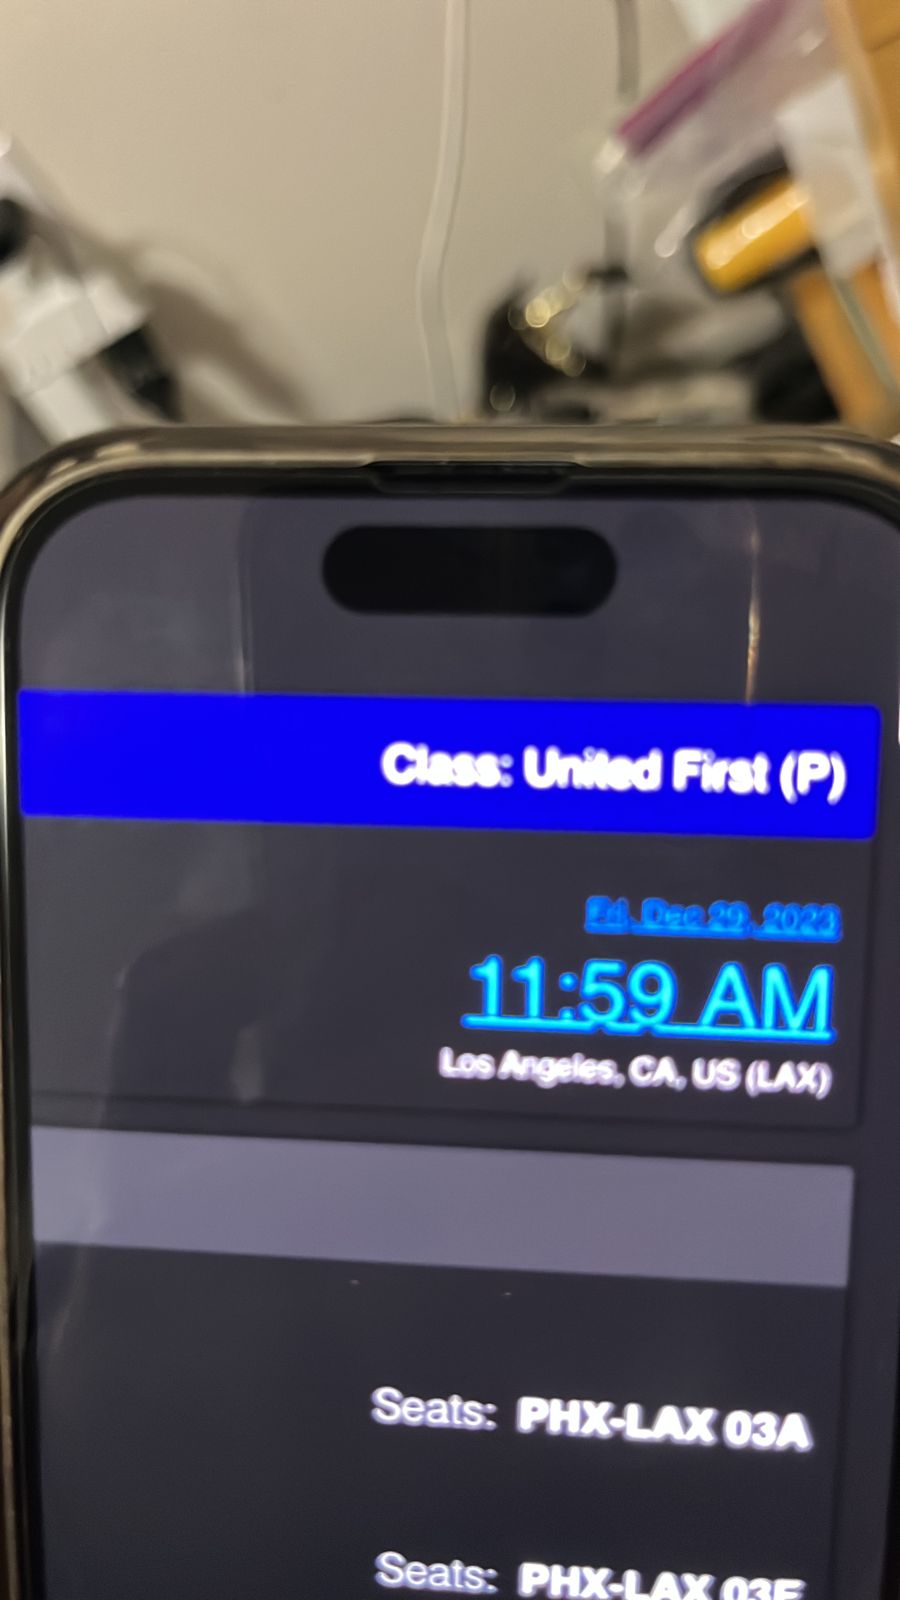 Class: United First (P)
Fri, Dec 29, 2023
11:59 AM
Los Angeles, CA, US (LAX)
Seats: PHX-LAX 03A
Seats: PHX-LAX